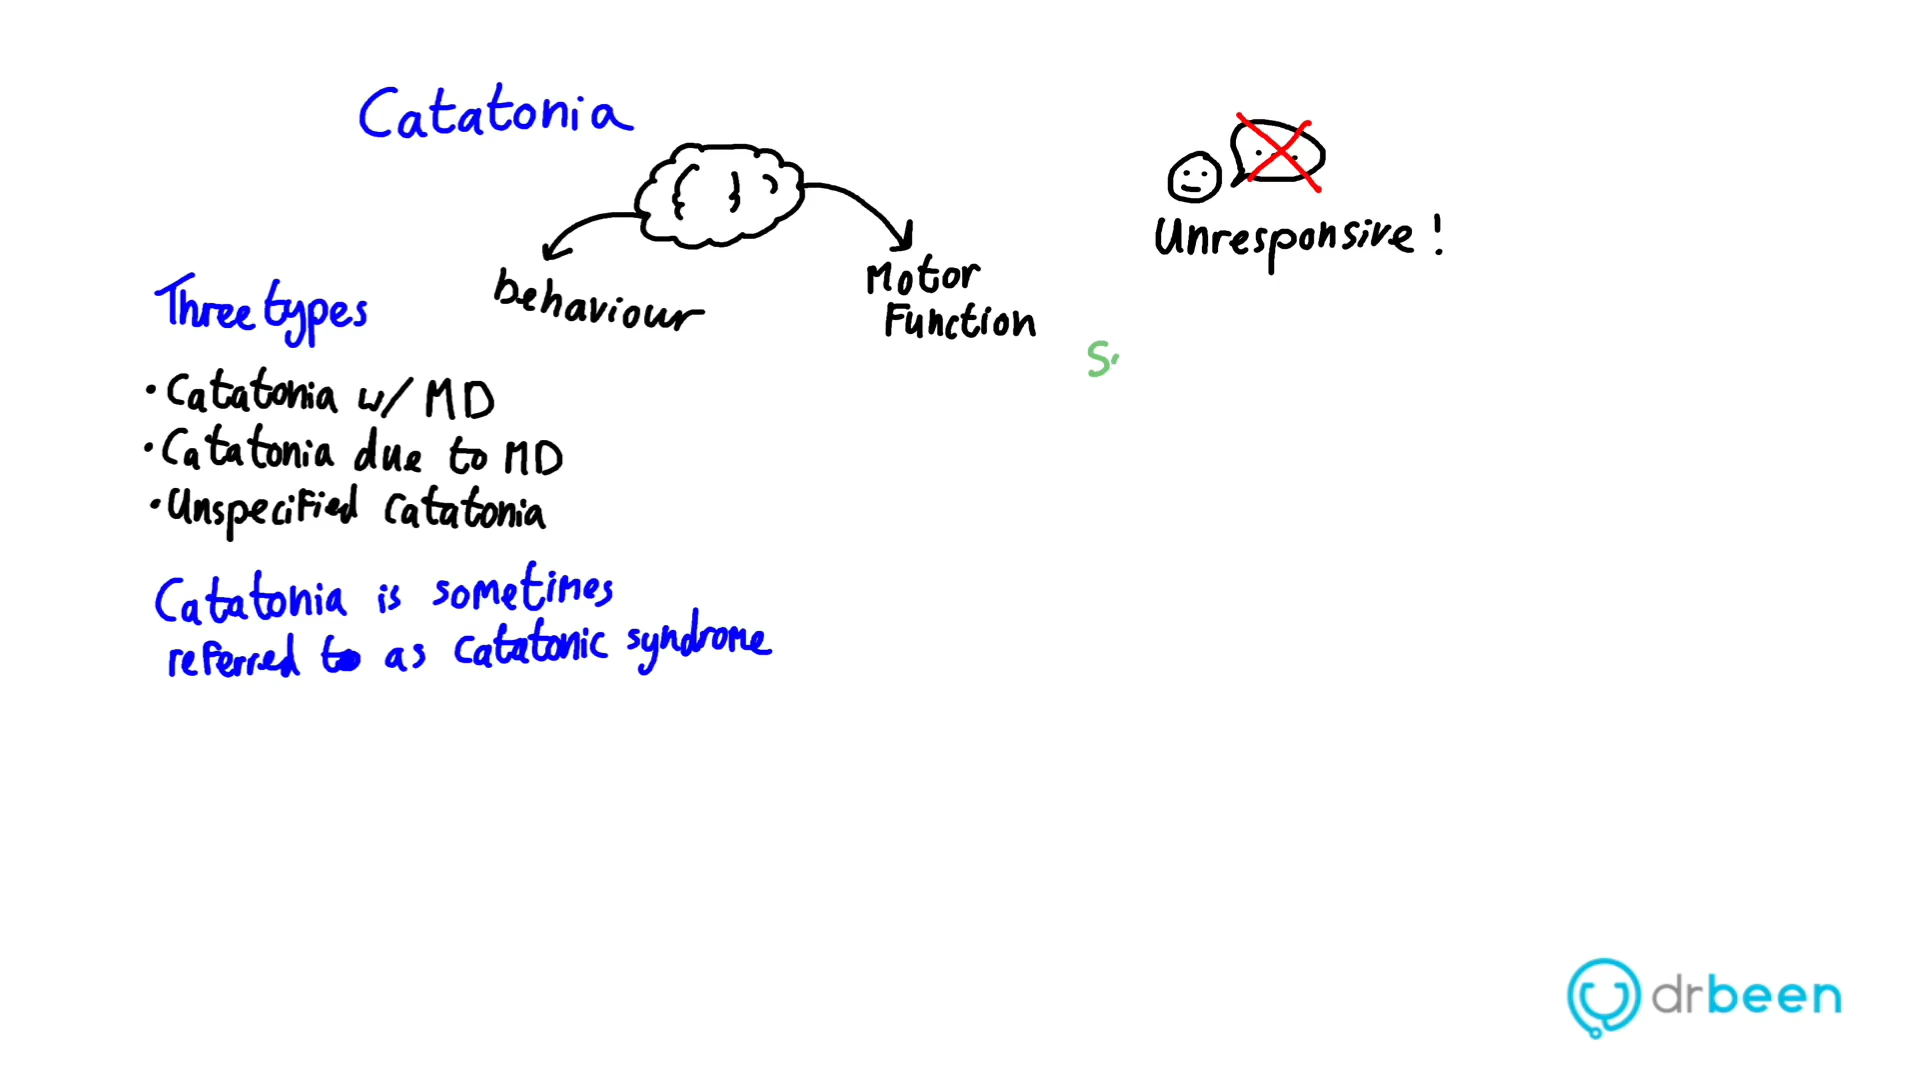 Catatonia
behaviour
Motor
Function
Unresponsive!
Three types
• Catatonia w/ MD
• Catatonia due to MD
• Unspecified catatonia
Catatonia is sometimes
referred to as catatonic syndrome
S
drbeen